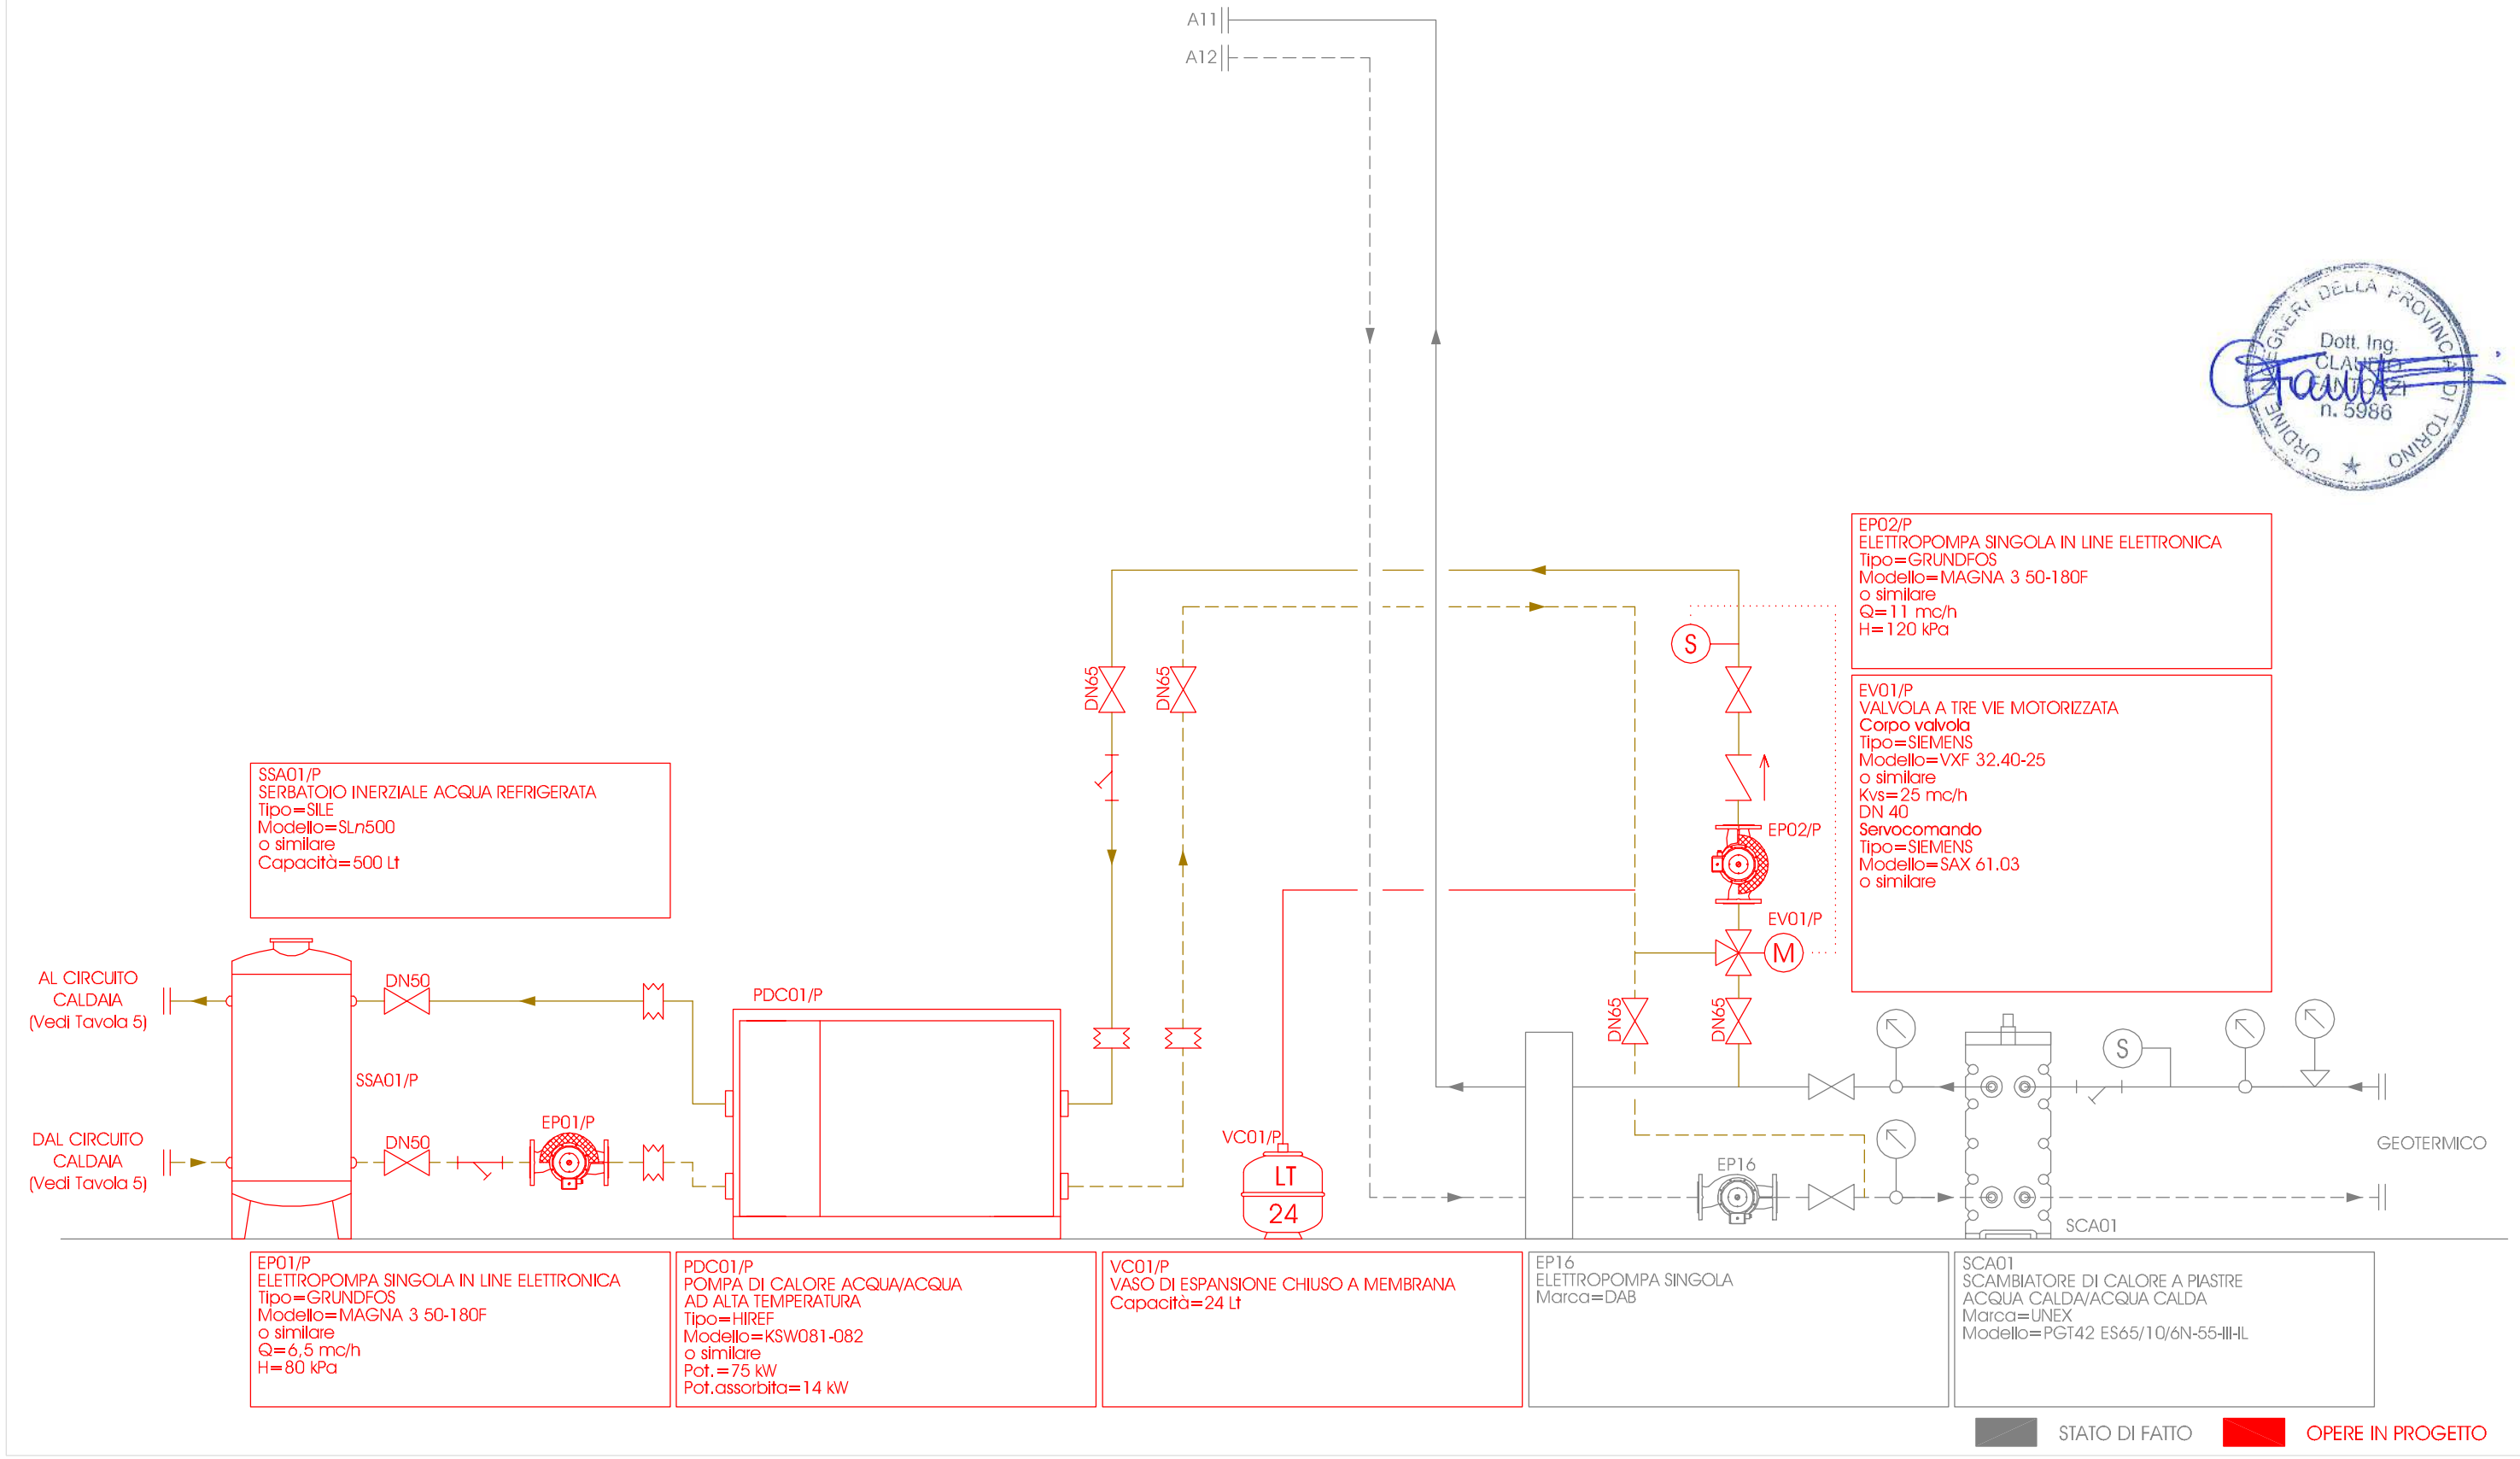 A11
A12
ORDINE INGEGNERI DELLA PROVINCIA DI TORINO
Dott. Ing.
CLAUDIO
FANTOZZI
n. 5986
EP02/P
ELETTROPOMPA SINGOLA IN LINE ELETTRONICA
Tipo=GRUNDFOS
Modello=MAGNA 3 50-180F
o similare
Q=11 mc/h
H=120 kPa
EV01/P
VALVOLA A TRE VIE MOTORIZZATA
Corpo valvola
Tipo=SIEMENS
Modello=VXF 32.40-25
o similare
Kvs=25 mc/h
DN 40
Servocomando
Tipo=SIEMENS
Modello=SAX 61.03
o similare
S
DN65
DN65
EP02/P
EV01/P
M
DN65
DN65
SSA01/P
SERBATOIO INERZIALE ACQUA REFRIGERATA
Tipo=SILE
Modello=SLn500
o similare
Capacità=500 Lt
AL CIRCUITO
CALDAIA
(Vedi Tavola 5)
DN50
PDC01/P
SSA01/P
DAL CIRCUITO
CALDAIA
(Vedi Tavola 5)
DN50
EP01/P
VC01/P
LT
24
EP16
S
GEOTERMICO
SCA01
EP01/P
ELETTROPOMPA SINGOLA IN LINE ELETTRONICA
Tipo=GRUNDFOS
Modello=MAGNA 3 50-180F
o similare
Q=6,5 mc/h
H=80 kPa
PDC01/P
POMPA DI CALORE ACQUA/ACQUA
AD ALTA TEMPERATURA
Tipo=HIREF
Modello=KSW081-082
o similare
Pot.=75 kW
Pot.assorbita=14 kW
VC01/P
VASO DI ESPANSIONE CHIUSO A MEMBRANA
Capacità=24 Lt
EP16
ELETTROPOMPA SINGOLA
Marca=DAB
SCA01
SCAMBIATORE DI CALORE A PIASTRE
ACQUA CALDA/ACQUA CALDA
Marca=UNEX
Modello=PGT42 ES65/10/6N-55-III-IL
STATO DI FATTO
OPERE IN PROGETTO